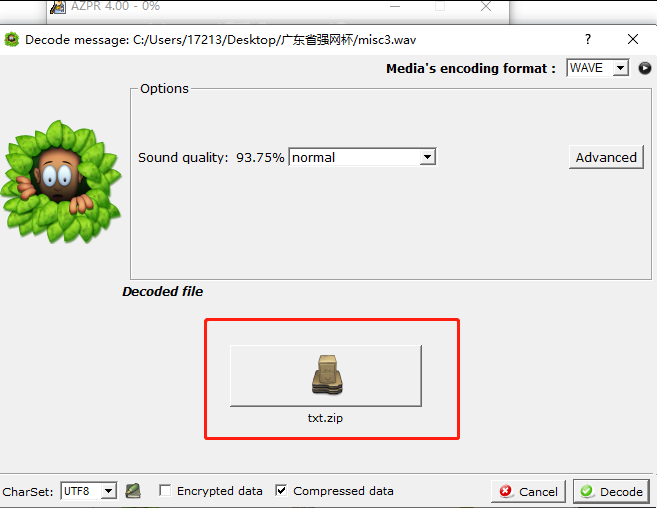 AZPR 4.00 - 0%
Decode message: C:/Users/17213/Desktop/广东省强网杯/misc3.wav
?
Media's encoding format : WAVE
Options
Sound quality: 93.75% normal
Advanced
Decoded file
txt.zip
CharSet: UTF8 Encrypted data Compressed data Cancel Decode